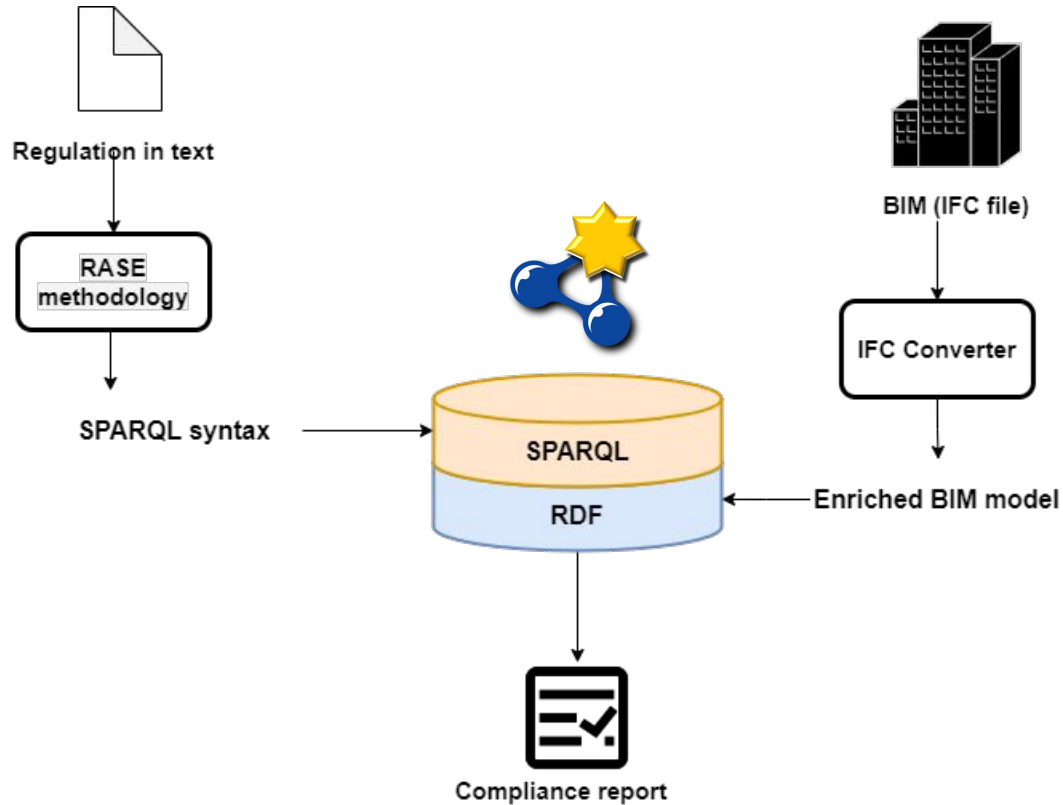 Regulation in text
RASE
methodology
SPARQL syntax
BIM (IFC file)
IFC Converter
Enriched BIM model
SPARQL
RDF
Compliance report